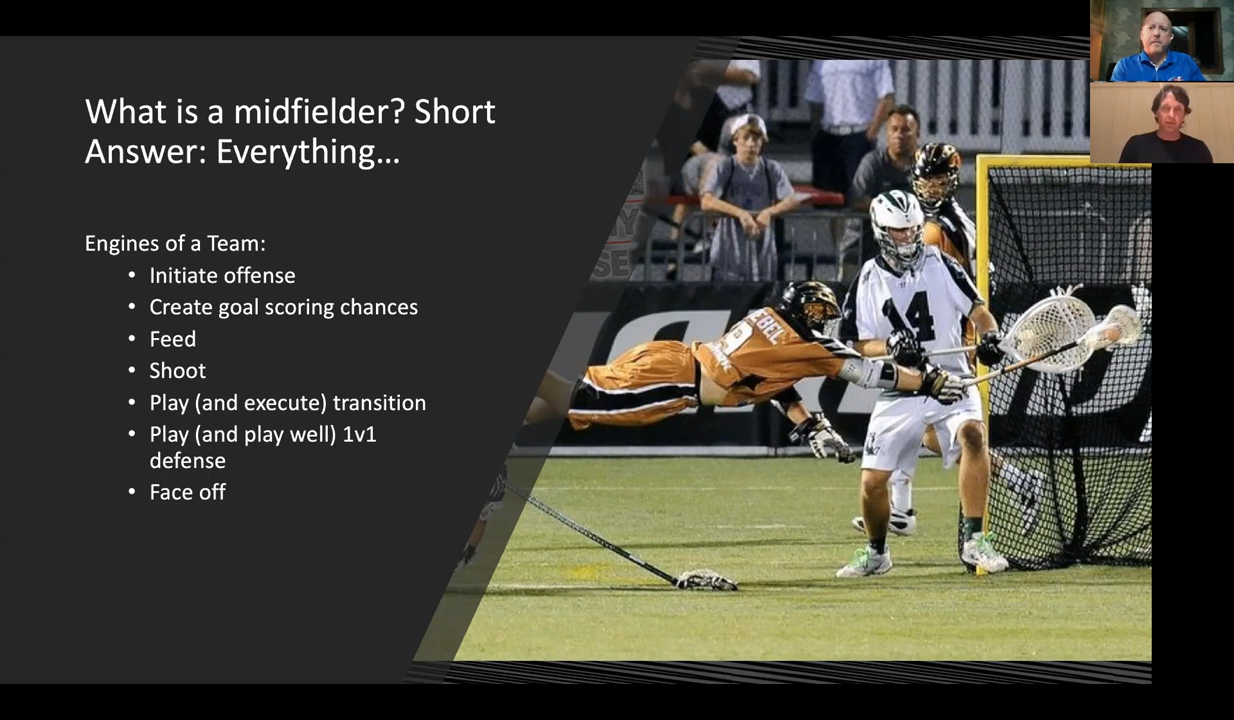 What is a midfielder? Short
Answer: Everything...
Engines of a Team:
• Initiate offense
• Create goal scoring chances
• Feed
• Shoot
• Play (and execute) transition
• Play (and play well) 1v1
defense
• Face off
14